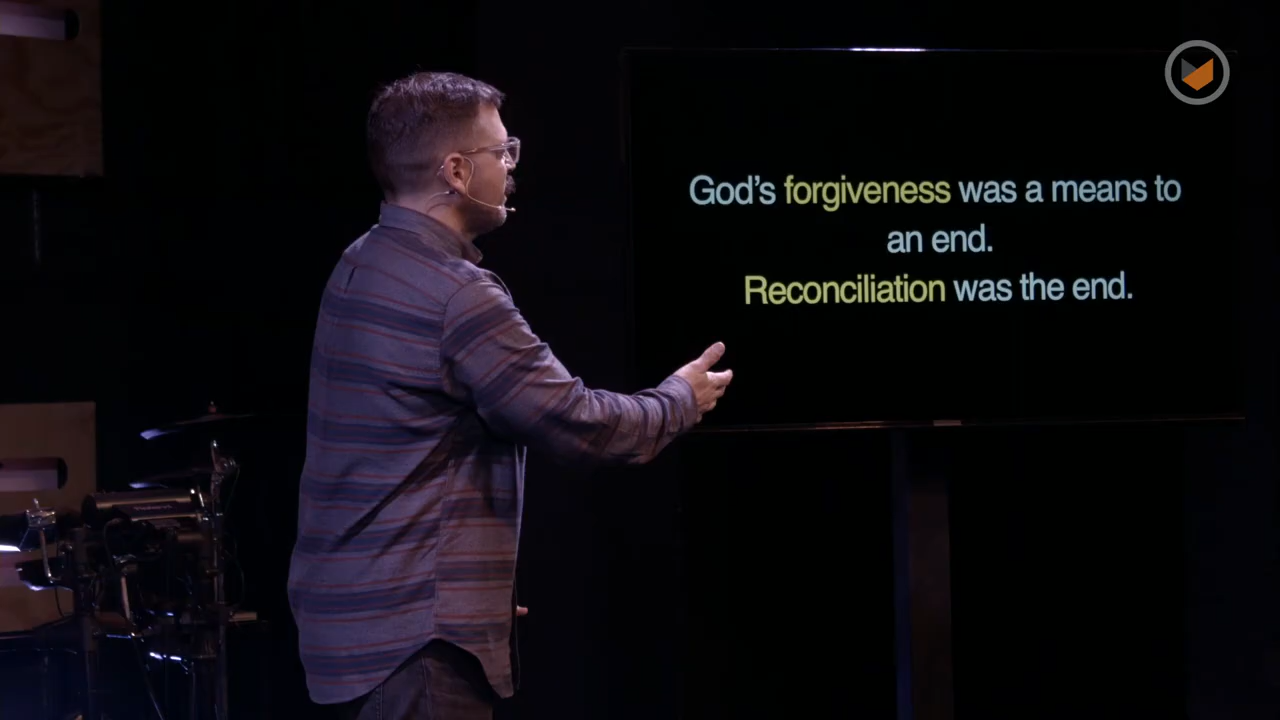 God’s forgiveness was a means to
an end.
Reconciliation was the end.